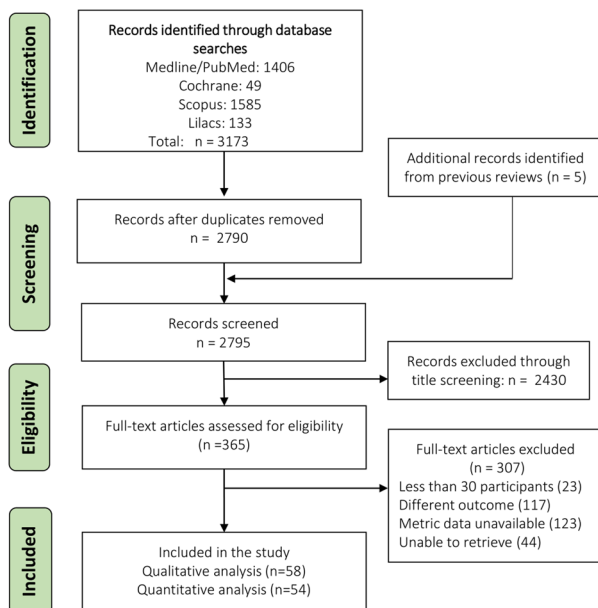 Identification
Records identified through database
searches
Medline/PubMed: 1406
Cochrane: 49
Scopus: 1585
Lilacs: 133
Total: n = 3173
Additional records identified
from previous reviews (n = 5)
Screening
Records after duplicates removed
n = 2790
Records screened
n = 2795
Records excluded through
title screening: n = 2430
Eligibility
Full-text articles assessed for eligibility
(n =365)
Full-text articles excluded
(n = 307)
Less than 30 participants (23)
Different outcome (117)
Metric data unavailable (123)
Unable to retrieve (44)
Included
Included in the study
Qualitative analysis (n=58)
Quantitative analysis (n=54)